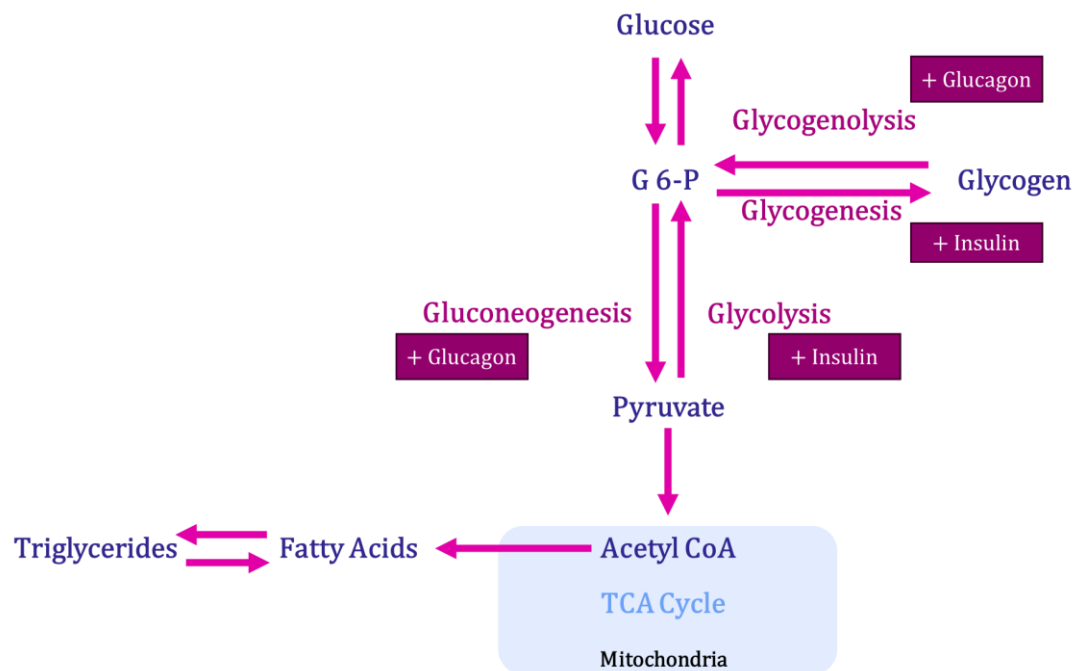 Glucose
+ Glucagon
Glycogenolysis
G 6-P
Glycogen
Glycogenesis
+ Insulin
Gluconeogenesis
Glycolysis
+ Glucagon
+ Insulin
Pyruvate
Triglycerides
Fatty Acids
Acetyl CoA
TCA Cycle
Mitochondria